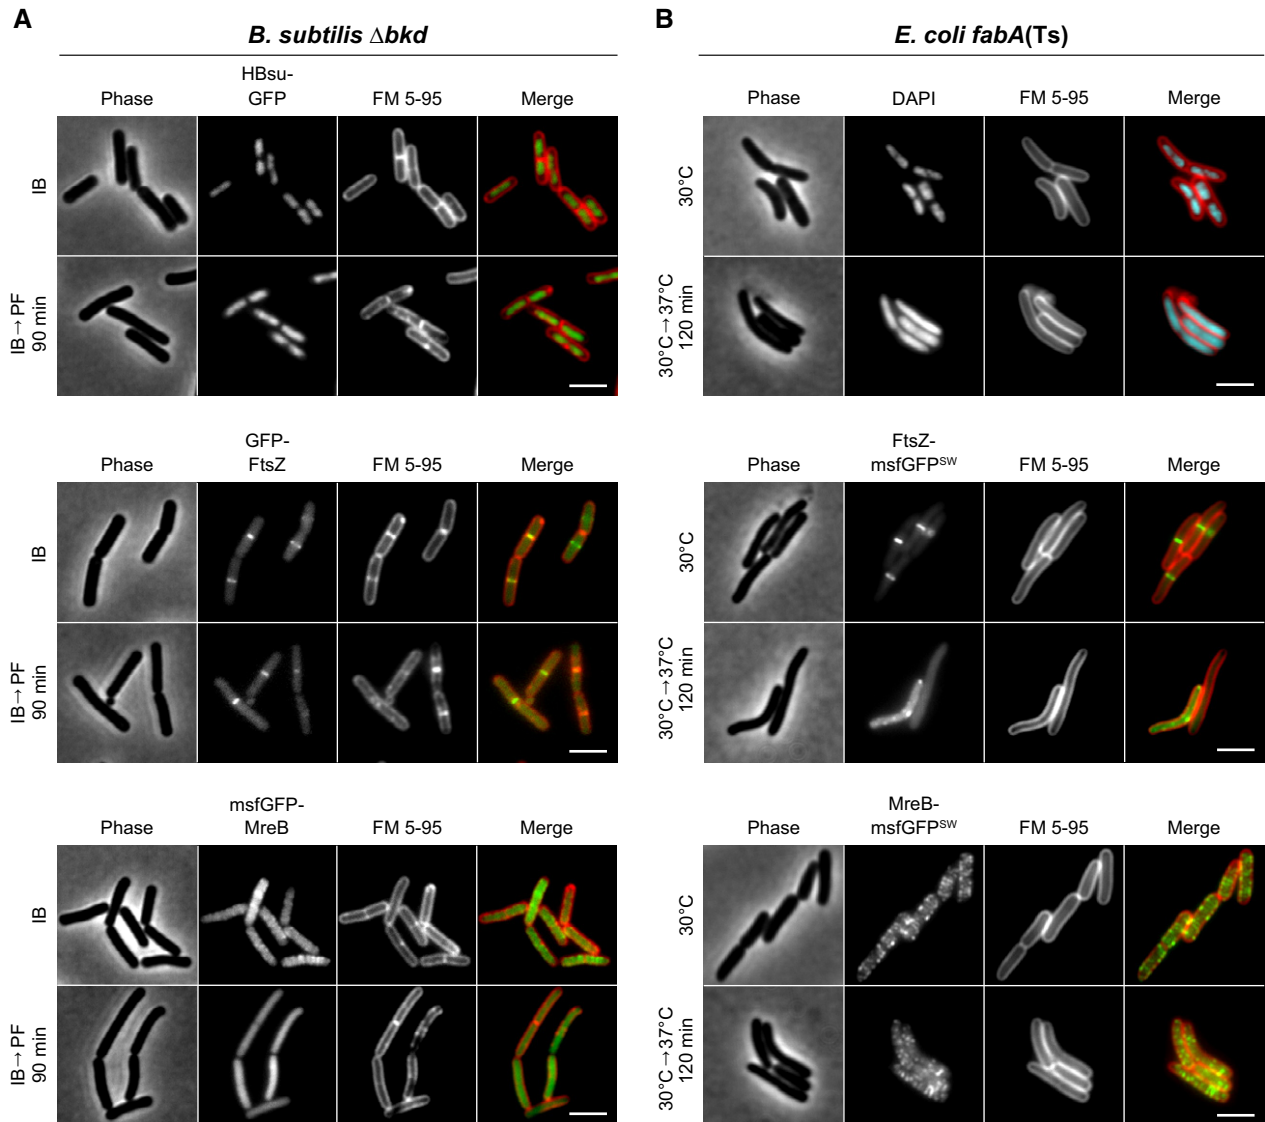 A
B. subtilis ∆bkd
Phase
HBsu-
GFP
FM 5-95
Merge
IB
IB→PF
90 min
Phase
GFP-
FtsZ
FM 5-95
Merge
IB
IB→PF
90 min
Phase
msfGFP-
MreB
FM 5-95
Merge
IB
IB→PF
90 min
B
E. coli fabA(Ts)
Phase
DAPI
FM 5-95
Merge
30°C
30°C→37°C
120 min
Phase
FtsZ-
msfGFPSW
FM 5-95
Merge
30°C
30°C→37°C
120 min
Phase
MreB-
msfGFPSW
FM 5-95
Merge
30°C
30°C→37°C
120 min